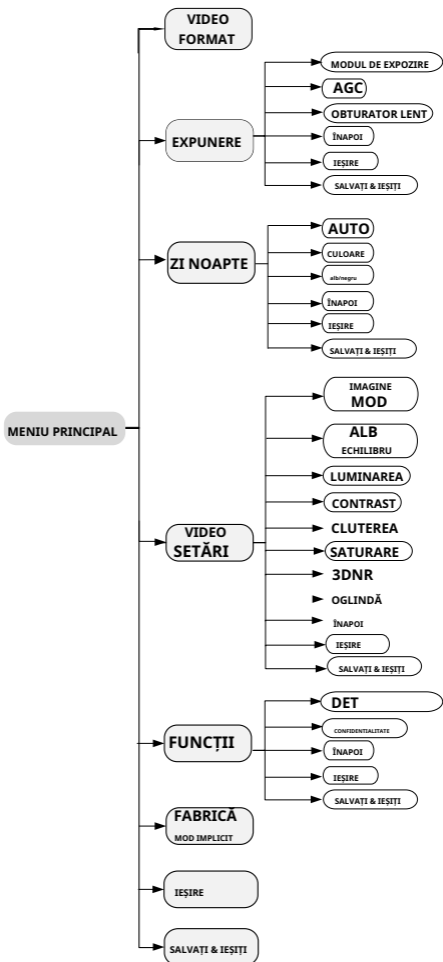 VIDEO
FORMAT
MODUL DE EXPOZIRE
AGC
OBTURATOR LENT
EXPUNERE
ÎNAPOI
IEȘIRE
SALVAȚI & IEȘIȚI
AUTO
CULOARE
ZI NOAPTE
alb/negru
ÎNAPOI
IEȘIRE
SALVAȚI & IEȘIȚI
IMAGINE
MOD
MENIU PRINCIPAL
ALB
ECHILIBRU
LUMINAREA
CONTRAST
VIDEO
SETĂRI
CLUTEREA
SATURARE
3DNR
OGLINDĂ
ÎNAPOI
IEȘIRE
SALVAȚI & IEȘIȚI
DET
CONFIDENTIALITATE
FUNCȚII
ÎNAPOI
IEȘIRE
SALVAȚI & IEȘIȚI
FABRICĂ
MOD IMPLICIT
IEȘIRE
SALVAȚI & IEȘIȚI